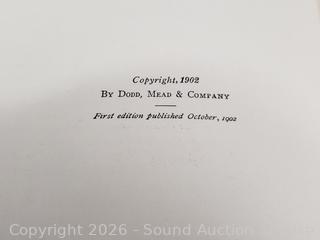 Copyright, 1902
By Dodd, Mead & Company
First edition published October, 1902
Copyright 2026 - Sound Auction